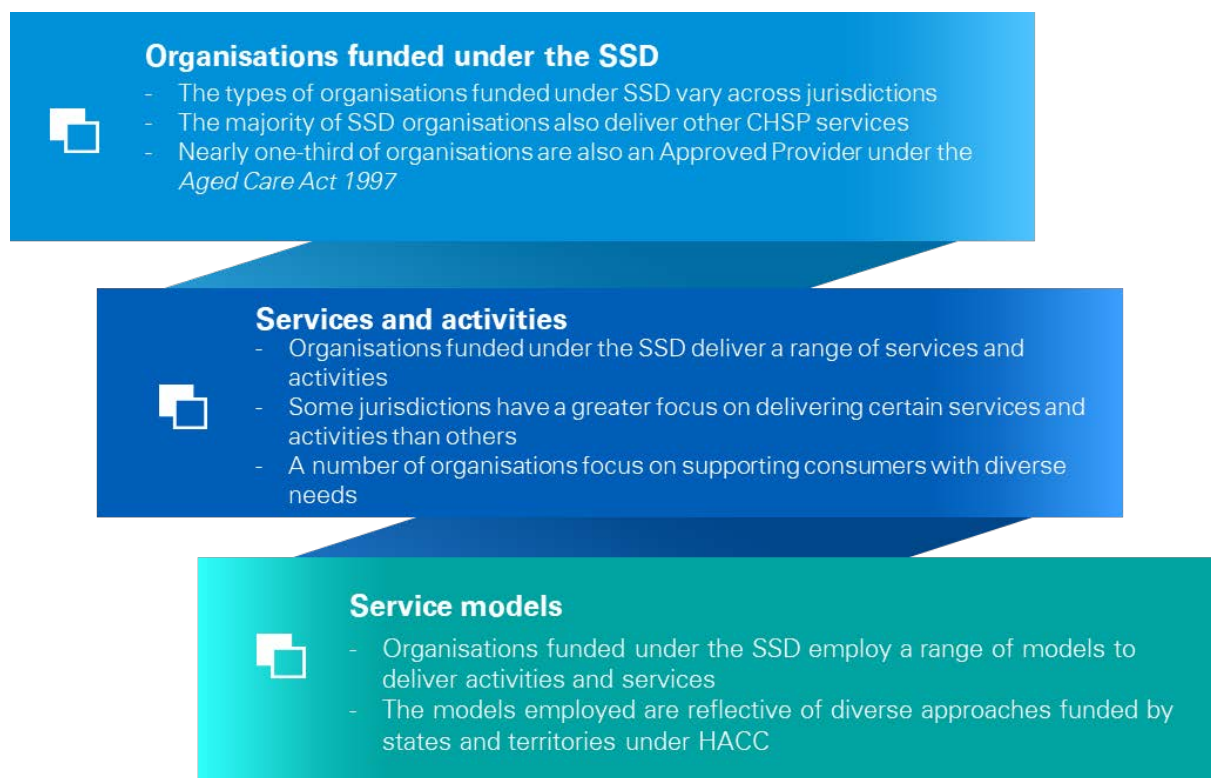 Organisations funded under the SSD
- The types of organisations funded under SSD vary across jurisdictions
- The majority of SSD organisations also deliver other CHSP services
- Nearly one-third of organisations are also an Approved Provider under the
Aged Care Act 1997
Services and activities
- Organisations funded under the SSD deliver a range of services and
activities
- Some jurisdictions have a greater focus on delivering certain services and
activities than others
- A number of organisations focus on supporting consumers with diverse
needs
Service models
- Organisations funded under the SSD employ a range of models to
deliver activities and services
- The models employed are reflective of diverse approaches funded by
states and territories under HACC